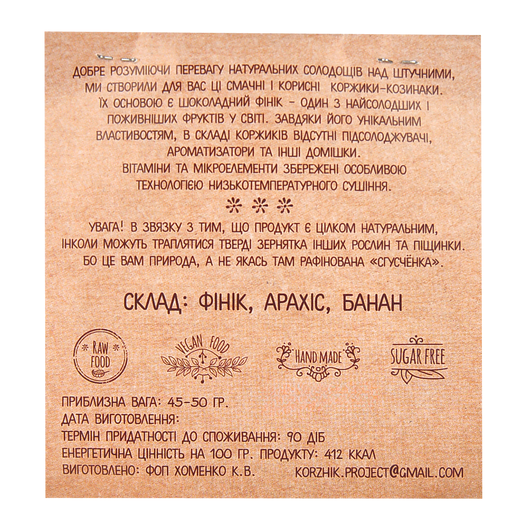 ДОБРЕ РОЗУМІЮЧИ ПЕРЕВАГУ НАТУРАЛЬНИХ СОЛОДОЩІВ НАД ШТУЧНИМИ,
МИ СТВОРИЛИ ДЛЯ ВАС ЦІ СМАЧНІ І КОРИСНІ КОРЖИКИ-КОЗИНАКИ.
ЇХ ОСНОВОЮ Є ШОКОЛАДНИЙ ФІНІК - ОДИН З НАЙСОЛОДШИХ І
ПОЖИВНІШИХ ФРУКТІВ У СВІТІ. ЗАВДЯКИ ЙОГО УНІКАЛЬНИМ
ВЛАСТИВОСТЯМ, В СКЛАДІ КОРЖИКІВ ВІДСУТНІ ПІДСОЛОДЖУВАЧІ,
АРОМАТИЗАТОРИ ТА ІНШІ ДОМІШКИ.
ВІТАМІНИ ТА МІКРОЕЛЕМЕНТИ ЗБЕРЕЖЕНІ ОСОБЛИВОЮ
ТЕХНОЛОГІЄЮ НИЗЬКОТЕМПЕРАТУРНОГО СУШІННЯ.
* * *
УВАГА! В ЗВЯЗКУ З ТИМ, ЩО ПРОДУКТ Є ЦІЛКОМ НАТУРАЛЬНИМ,
ІНКОЛИ МОЖУТЬ ТРАПЛЯТИСЯ ТВЕРДІ ЗЕРНЯТКА ІНШИХ РОСЛИН ТА ПІЩИНКИ.
БО ЦЕ ВАМ ПРИРОДА, А НЕ ЯКАСЬ ТАМ РАФІНОВАНА «СГУСЧЁНКА».
СКЛАД: ФІНІК, АРАХІС, БАНАН
RAW FOOD
VEGAN FOOD
HAND MADE
SUGAR FREE
ПРИБЛИЗНА ВАГА: 45-50 ГР.
ДАТА ВИГОТОВЛЕННЯ:
ТЕРМІН ПРИДАТНОСТІ ДО СПОЖИВАННЯ: 90 ДІБ
ЕНЕРГЕТИЧНА ЦІННІСТЬ НА 100 ГР. ПРОДУКТУ: 412 ККАЛ
ВИГОТОВЛЕНО: ФОП ХОМЕНКО К.В. KORZHIK.PROJECT@GMAIL.COM